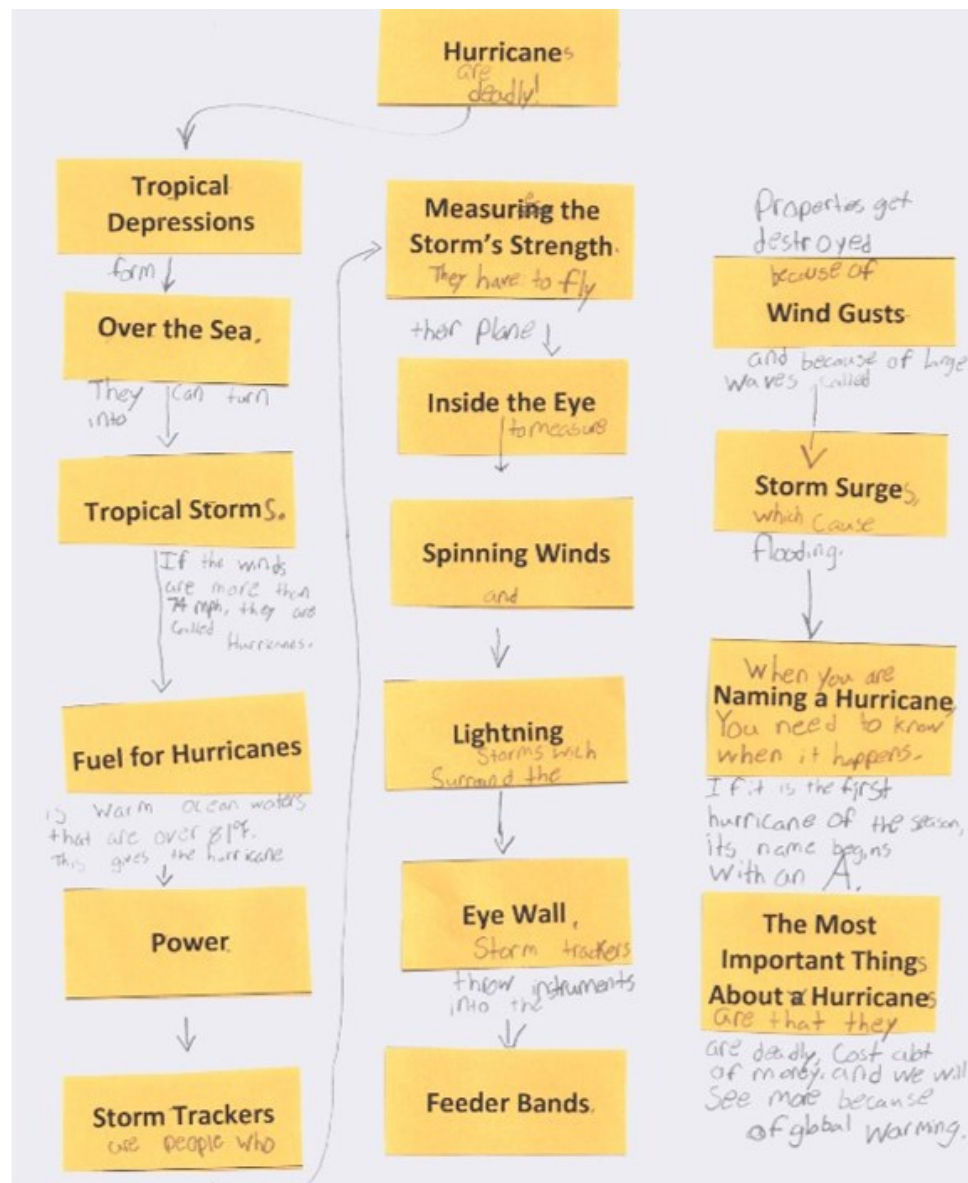 Hurricanes
are
deadly!
Tropical
Depressions
form
Over the Sea.
They can turn
into
Tropical Storms.
If the winds
are more than
74 mph, they are
called
Hurricanes.
Fuel for Hurricanes
is warm ocean waters
that are over 81°F.
This gives the hurricane
Power.
Storm Trackers
are people who
Measuring the
Storm's Strength.
They have to fly
their plane
Inside the Eye
to measure
Spinning Winds
and
Lightning
Storms wich
Surround the
Eye Wall.
Storm trackers
throw instruments
into the
Feeder Bands.
Properties get
destroyed
because of
Wind Gusts
and because of large
waves called
Storm Surges,
which cause
flooding.
When you are
Naming a Hurricane,
You need to know
when it happens.
If it is the first
hurricane of the season,
its name begins
with an A.
The Most
Important Things
About a Hurricanes
are that they
are deadly, Cost alot
of money, and we will
See more because
of global warming.